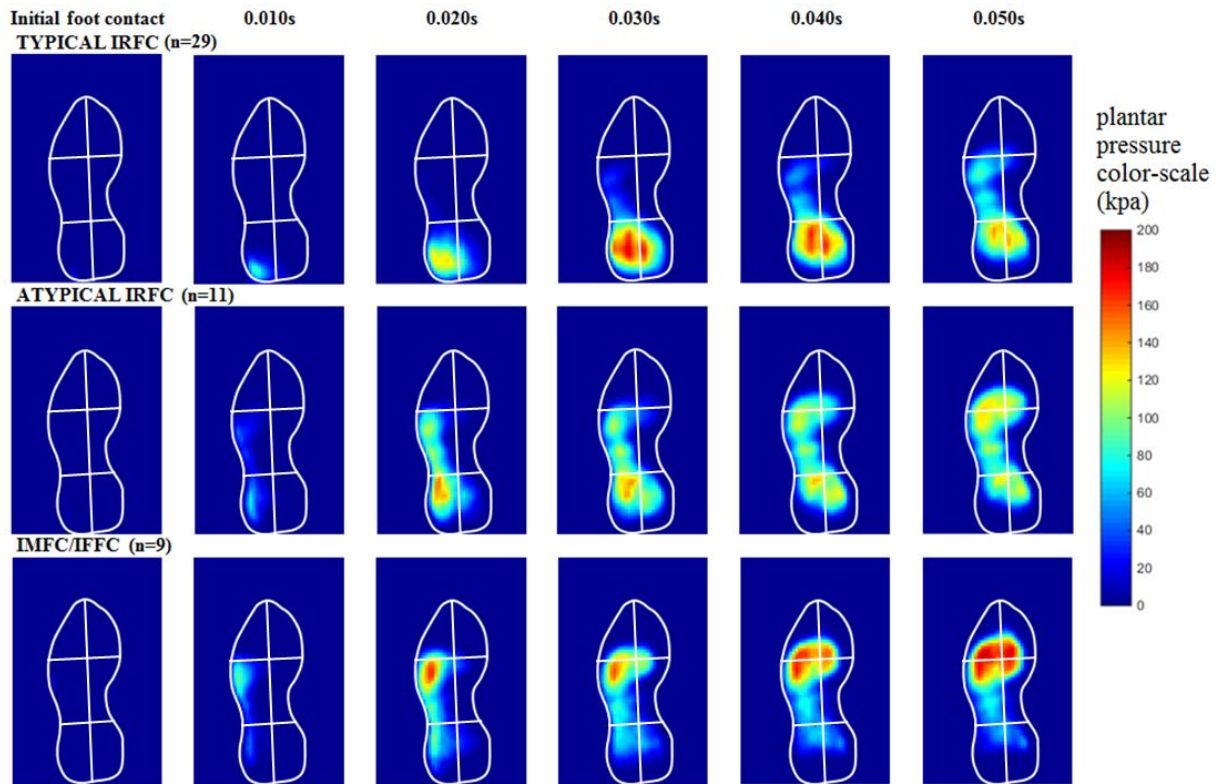 Initial foot contact 0.010s 0.020s 0.030s 0.040s 0.050s
TYPICAL IRFC (n=29)
ATYPICAL IRFC (n=11)
IMFC/IFFC (n=9)
plantar
pressure
color-scale
(kpa)
200
180
160
140
120
100
80
60
40
20
0